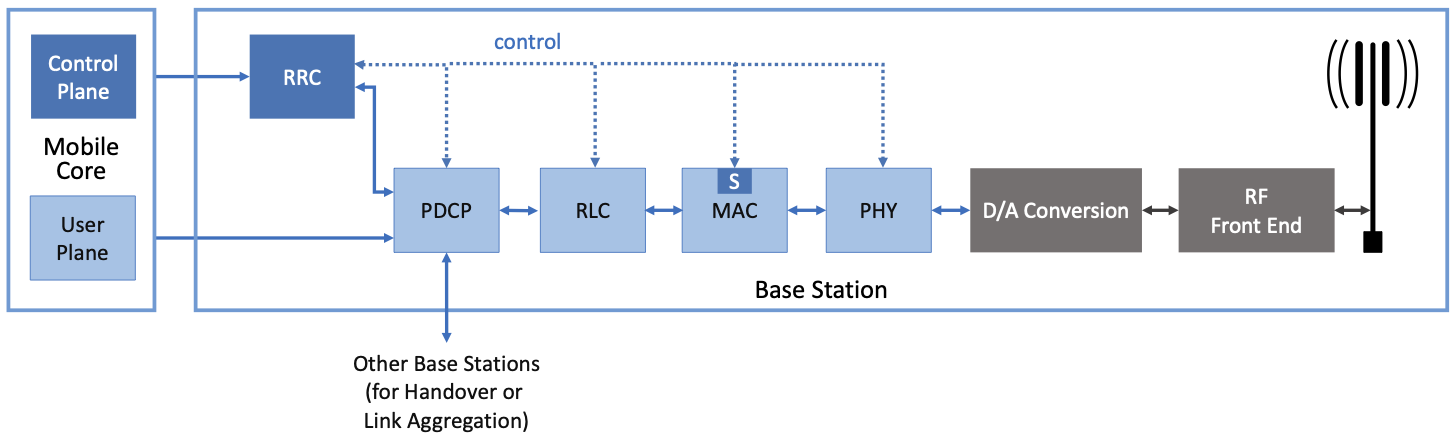 Control
Plane
Mobile
Core
User
Plane
RRC
control
PDCP
RLC
S
MAC
PHY
D/A Conversion
RF
Front End
Base Station
Other Base Stations
(for Handover or
Link Aggregation)